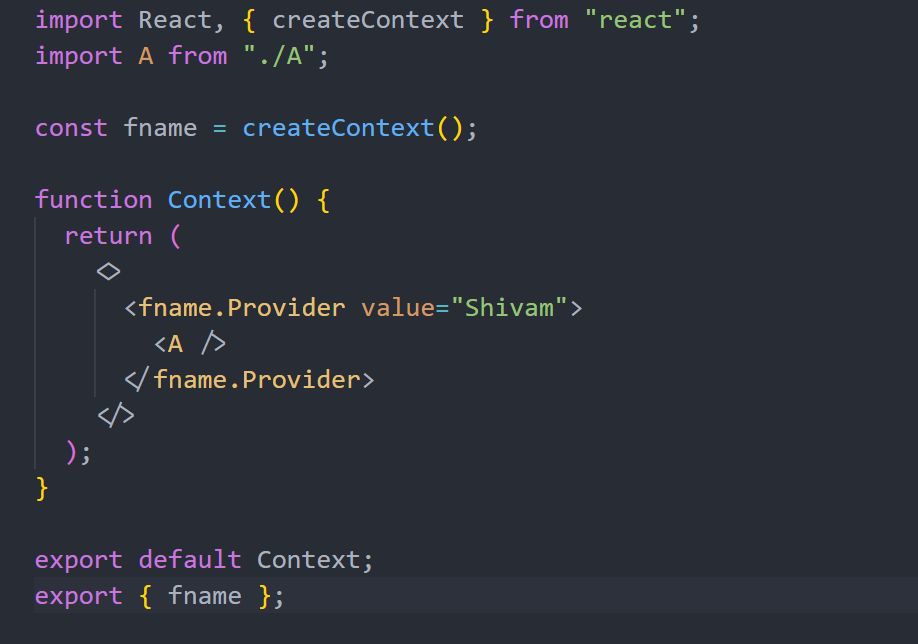 import React, { createContext } from "react";
import A from "./A";

const fname = createContext();

function Context() {
  return (
    <>
      <fname.Provider value="Shivam">
        <A />
      </fname.Provider>
    </>
  );
}

export default Context;
export { fname };